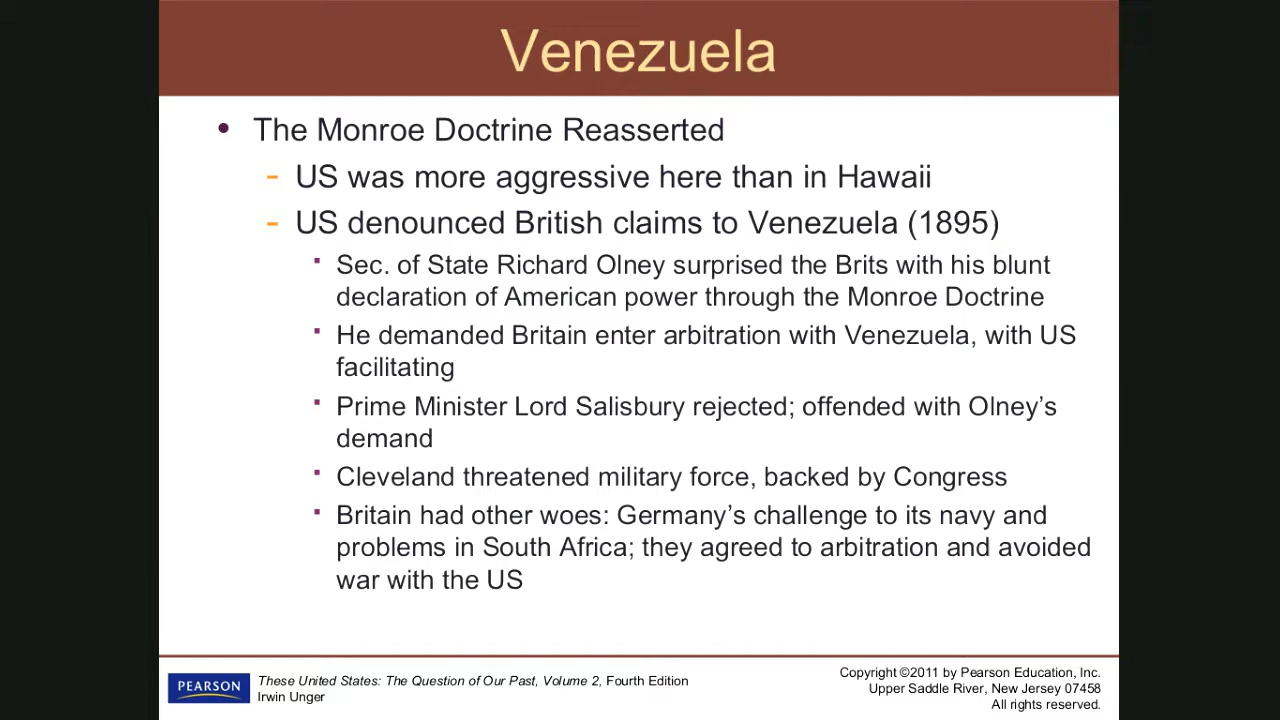 Venezuela
• The Monroe Doctrine Reasserted
- US was more aggressive here than in Hawaii
- US denounced British claims to Venezuela (1895)
▪ Sec. of State Richard Olney surprised the Brits with his blunt
declaration of American power through the Monroe Doctrine
▪ He demanded Britain enter arbitration with Venezuela, with US
facilitating
▪ Prime Minister Lord Salisbury rejected; offended with Olney’s
demand
▪ Cleveland threatened military force, backed by Congress
▪ Britain had other woes: Germany’s challenge to its navy and
problems in South Africa; they agreed to arbitration and avoided
war with the US
PEARSON
These United States: The Question of Our Past, Volume 2, Fourth Edition
Irwin Unger
Copyright ©2011 by Pearson Education, Inc.
Upper Saddle River, New Jersey 07458
All rights reserved.